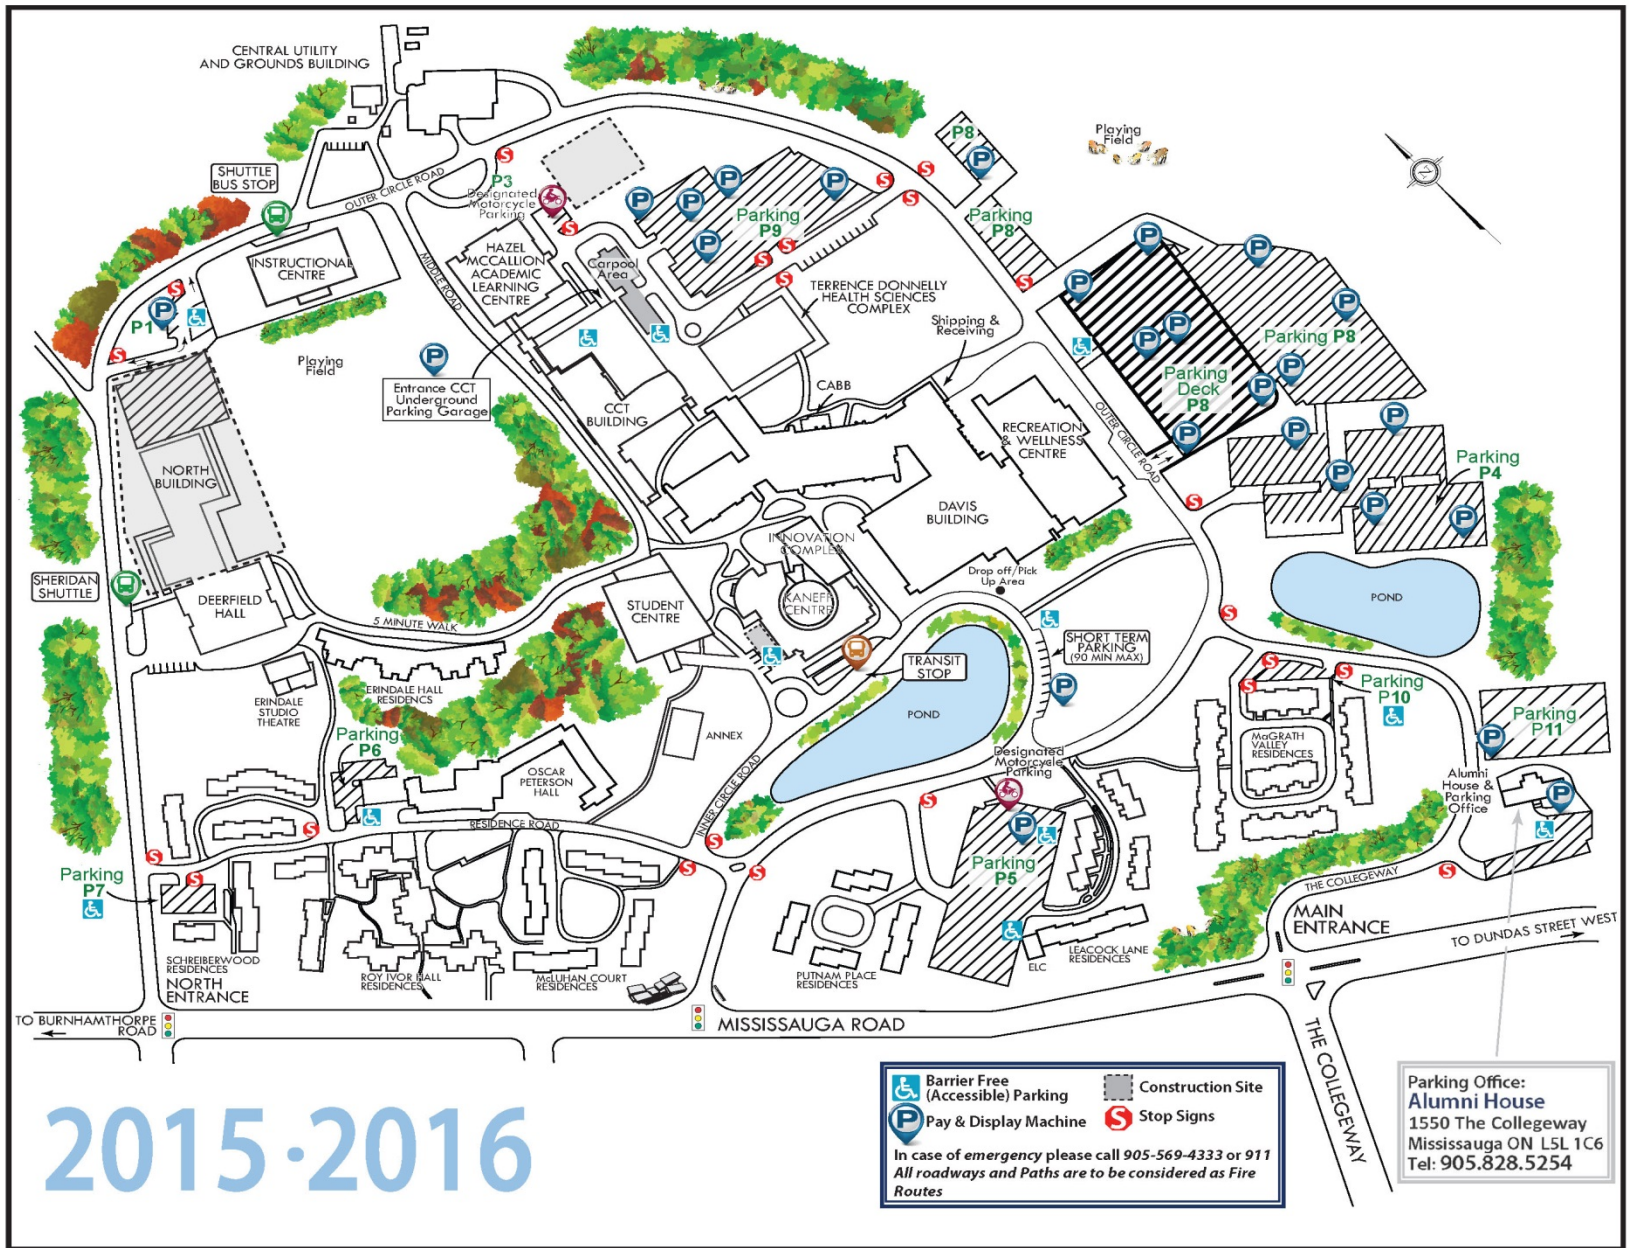 CENTRAL UTILITY
AND GROUNDS BUILDING
SHUTTLE
BUS STOP
OUTER CIRCLE ROAD
P3
Designated
Motorcycle
Parking
P8
Playing
Field
Parking
P9
Parking
P8
INSTRUCTIONAL
CENTRE
MIDDLE ROAD
HAZEL
MCCALLION
ACADEMIC
LEARNING
CENTRE
Carpool
Area
TERRENCE DONNELLY
HEALTH SCIENCES
COMPLEX
Shipping &
Receiving
P1
Playing
Field
Entrance CCT
Underground
Parking Garage
CCT
BUILDING
CABB
Parking P8
Parking
Deck
P8
OUTER CIRCLE ROAD
RECREATION
& WELLNESS
CENTRE
Parking
P4
NORTH
BUILDING
DAVIS
BUILDING
INNOVATION
COMPLEX
KANEFF
CENTRE
Drop off/Pick
Up Area
SHERIDAN
SHUTTLE
DEERFIELD
HALL
5 MINUTE WALK
STUDENT
CENTRE
POND
SHORT TERM
PARKING
(90 MIN MAX)
TRANSIT
STOP
ERINDALE
STUDIO
THEATRE
ERINDALE HALL
RESIDENCS
POND
Parking
P10
Parking
P11
Parking
P6
ANNEX
McGRATH
VALLEY
RESIDENCES
Designated
Motorcycle
Parking
OSCAR
PETERSON
HALL
INNER CIRCLE ROAD
Alumni
House &
Parking
Office
RESIDENCE ROAD
Parking
P7
Parking
P5
THE COLLEGEWAY
MAIN
ENTRANCE
TO DUNDAS STREET WEST
SCHREIBERWOOD
RESIDENCES
NORTH
ENTRANCE
ROY IVOR HALL
RESIDENCES
McLUHAN COURT
RESIDENCES
PUTNAM PLACE
RESIDENCES
ELC
LEACOCK LANE
RESIDENCES
TO BURNHAMTHORPE
ROAD
MISSISSAUGA ROAD
THE COLLEGEWAY
2015·2016
Barrier Free
(Accessible) Parking
Construction Site
Pay & Display Machine
Stop Signs
In case of emergency please call 905-569-4333 or 911
All roadways and Paths are to be considered as Fire
Routes
Parking Office:
Alumni House
1550 The Collegeway
Mississauga ON L5L 1C6
Tel: 905.828.5254